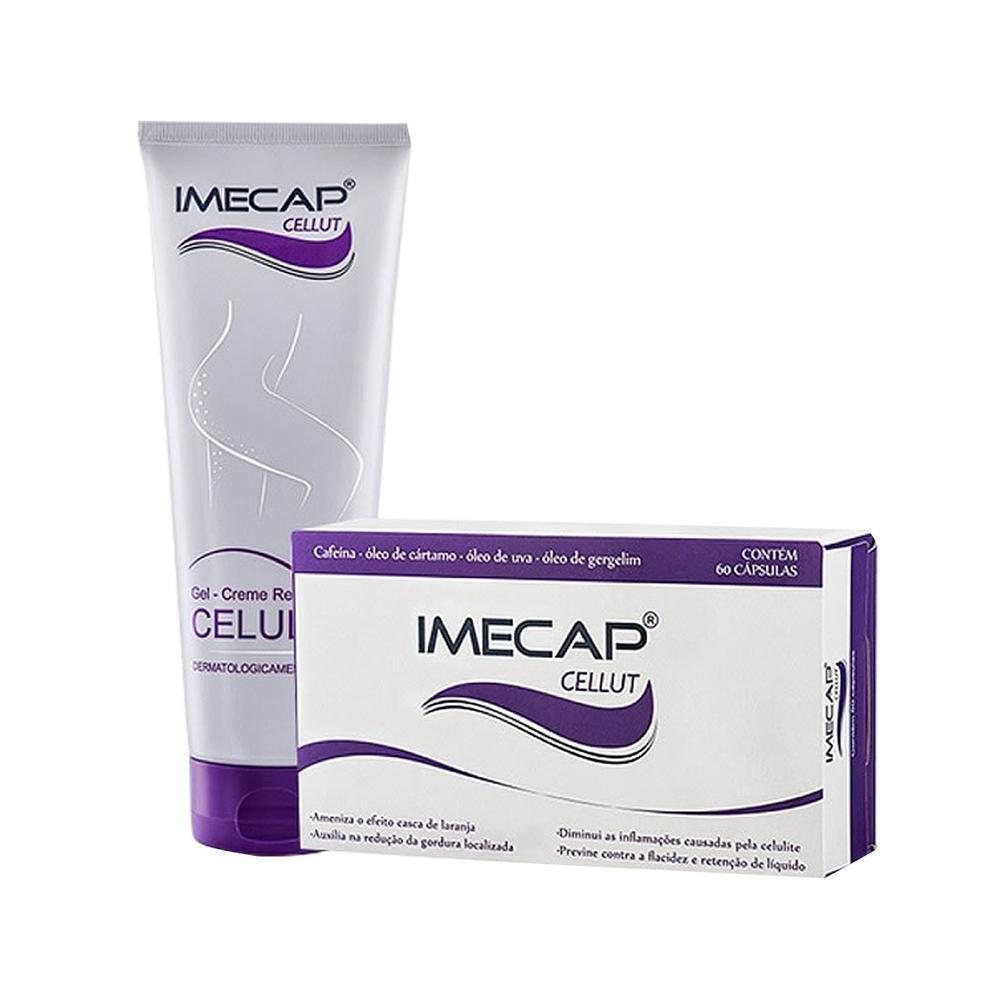 IMECAP®
CELLUT
Gel - Creme Re
CELUL
DERMATOLOGICAME
Cafeína - óleo de cártamo - óleo de uva - óleo de gergelim
CONTÉM
60 CÁPSULAS
IMECAP®
CELLUT
·Ameniza o efeito casca de laranja
·Auxilia na redução da gordura localizada
·Diminui as inflamações causadas pela celulite
·Previne contra a flacidez e retenção de líquido
IMECAP®
CELLUT